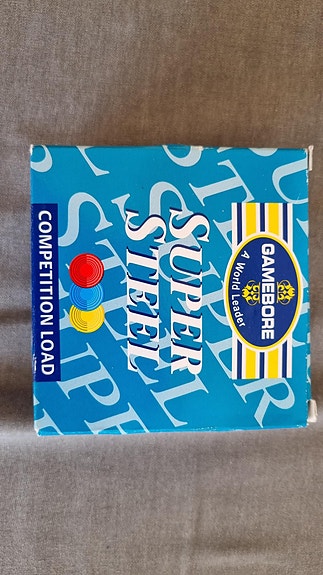 GAMEBORE
A World Leader
SUPER
STEEL
COMPETITION LOAD